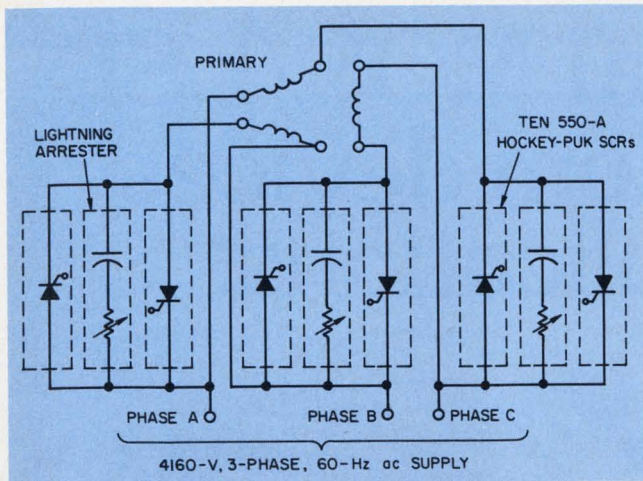 PRIMARY
LIGHTNING
ARRESTER
TEN 550-A
HOCKEY-PUK SCRs
PHASE A
PHASE B
PHASE C
4160-V, 3-PHASE, 60-Hz ac SUPPLY